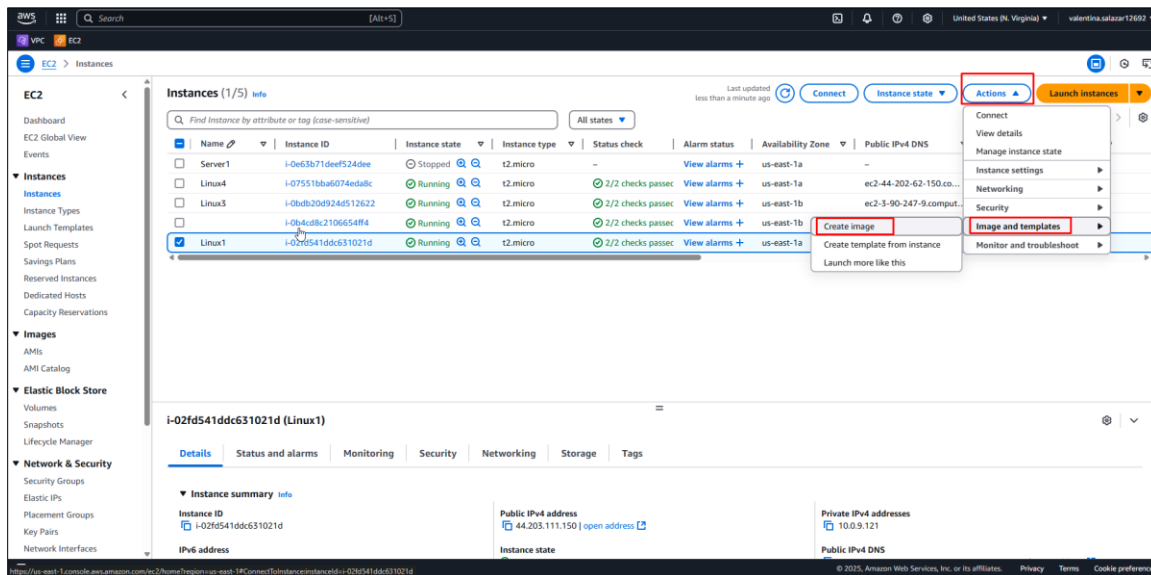 aws
Search
[Alt+S]
United States (N. Virginia) ▼
valentina.salazar12692
VPC
EC2
EC2 > Instances
EC2
Dashboard
EC2 Global View
Events
▼ Instances
Instances
Instance Types
Launch Templates
Spot Requests
Savings Plans
Reserved Instances
Dedicated Hosts
Capacity Reservations
▼ Images
AMIs
AMI Catalog
▼ Elastic Block Store
Volumes
Snapshots
Lifecycle Manager
▼ Network & Security
Security Groups
Elastic IPs
Placement Groups
Key Pairs
Network Interfaces
Instances (1/5) Info
Last updated
less than a minute ago
Connect
Instance state ▼
Actions ▲
Launch instances ▼
Find Instance by attribute or tag (case-sensitive)
All states ▼
Name Instance ID Instance state Instance type Status check Alarm status Availability Zone Public IPv4 DNS
Server1 i-0e63b71deef524dee Stopped t2.micro – View alarms + us-east-1a –
Linux4 i-07551bba6074eda8c Running t2.micro 2/2 checks passec View alarms + us-east-1a ec2-44-202-62-150.co...
Linux3 i-0bdb20d924d512622 Running t2.micro 2/2 checks passec View alarms + us-east-1b ec2-3-90-247-9.comput...
i-0b4cd8c2106654ff4 Running t2.micro 2/2 checks passec View alarms + us-east-1b
Linux1 i-02fd541ddc631021d Running t2.micro 2/2 checks passec View alarms + us-east-1a
Connect
View details
Manage instance state
Instance settings
Networking
Security
Image and templates
Monitor and troubleshoot
Create image
Create template from instance
Launch more like this
i-02fd541ddc631021d (Linux1)
Details Status and alarms Monitoring Security Networking Storage Tags
▼ Instance summary Info
Instance ID
i-02fd541ddc631021d
Public IPv4 address
44.203.111.150 | open address
Private IPv4 addresses
10.0.9.121
IPv6 address
Instance state
Public IPv4 DNS
https://us-east-1.console.aws.amazon.com/ec2/home?region=us-east-1#ConnectToInstance:instanceId=i-02fd541ddc631021d
© 2025, Amazon Web Services, Inc. or its affiliates. Privacy Terms Cookie preference